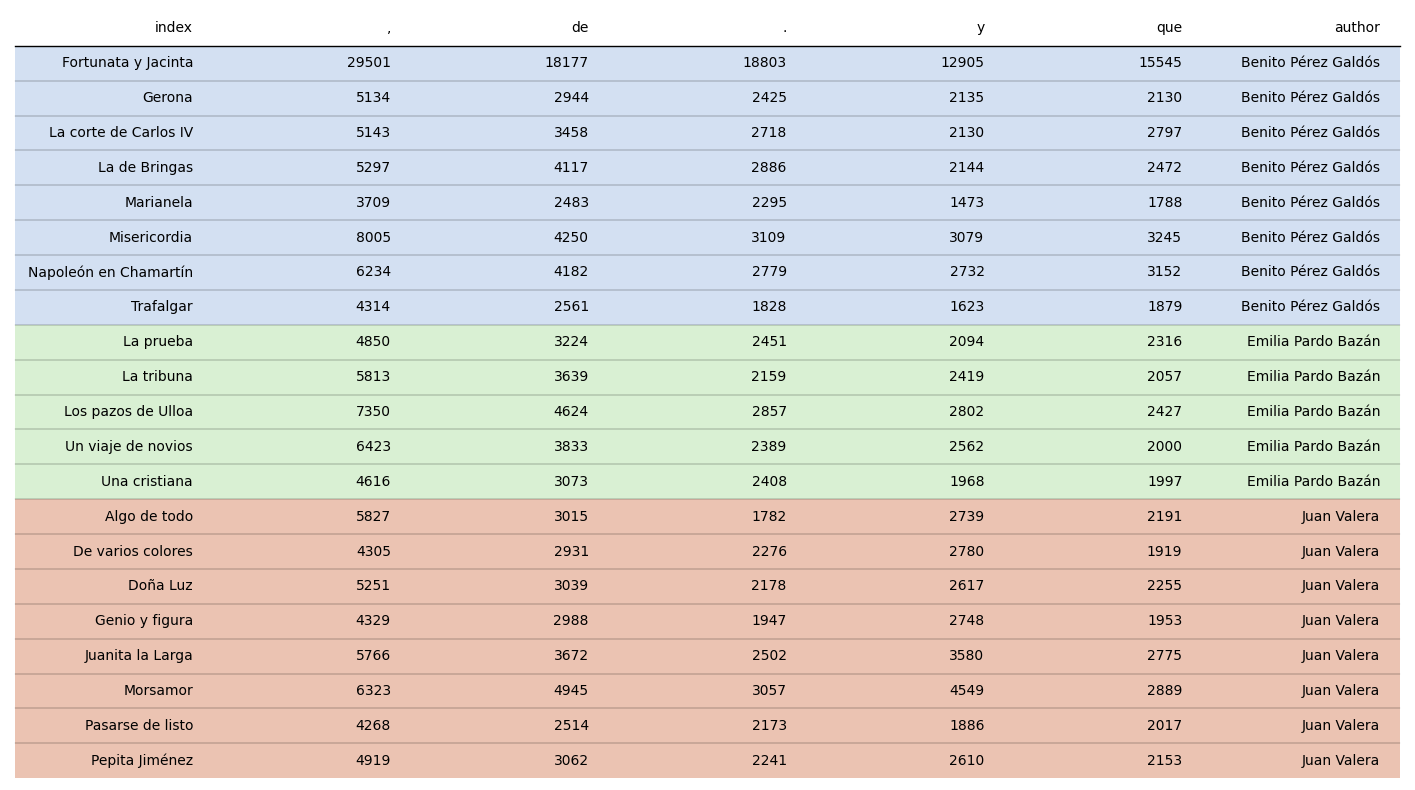 index , de . y que author
Fortunata y Jacinta 29501 18177 18803 12905 15545 Benito Pérez Galdós
Gerona 5134 2944 2425 2135 2130 Benito Pérez Galdós
La corte de Carlos IV 5143 3458 2718 2130 2797 Benito Pérez Galdós
La de Bringas 5297 4117 2886 2144 2472 Benito Pérez Galdós
Marianela 3709 2483 2295 1473 1788 Benito Pérez Galdós
Misericordia 8005 4250 3109 3079 3245 Benito Pérez Galdós
Napoleón en Chamartín 6234 4182 2779 2732 3152 Benito Pérez Galdós
Trafalgar 4314 2561 1828 1623 1879 Benito Pérez Galdós
La prueba 4850 3224 2451 2094 2316 Emilia Pardo Bazán
La tribuna 5813 3639 2159 2419 2057 Emilia Pardo Bazán
Los pazos de Ulloa 7350 4624 2857 2802 2427 Emilia Pardo Bazán
Un viaje de novios 6423 3833 2389 2562 2000 Emilia Pardo Bazán
Una cristiana 4616 3073 2408 1968 1997 Emilia Pardo Bazán
Algo de todo 5827 3015 1782 2739 2191 Juan Valera
De varios colores 4305 2931 2276 2780 1919 Juan Valera
Doña Luz 5251 3039 2178 2617 2255 Juan Valera
Genio y figura 4329 2988 1947 2748 1953 Juan Valera
Juanita la Larga 5766 3672 2502 3580 2775 Juan Valera
Morsamor 6323 4945 3057 4549 2889 Juan Valera
Pasarse de listo 4268 2514 2173 1886 2017 Juan Valera
Pepita Jiménez 4919 3062 2241 2610 2153 Juan Valera